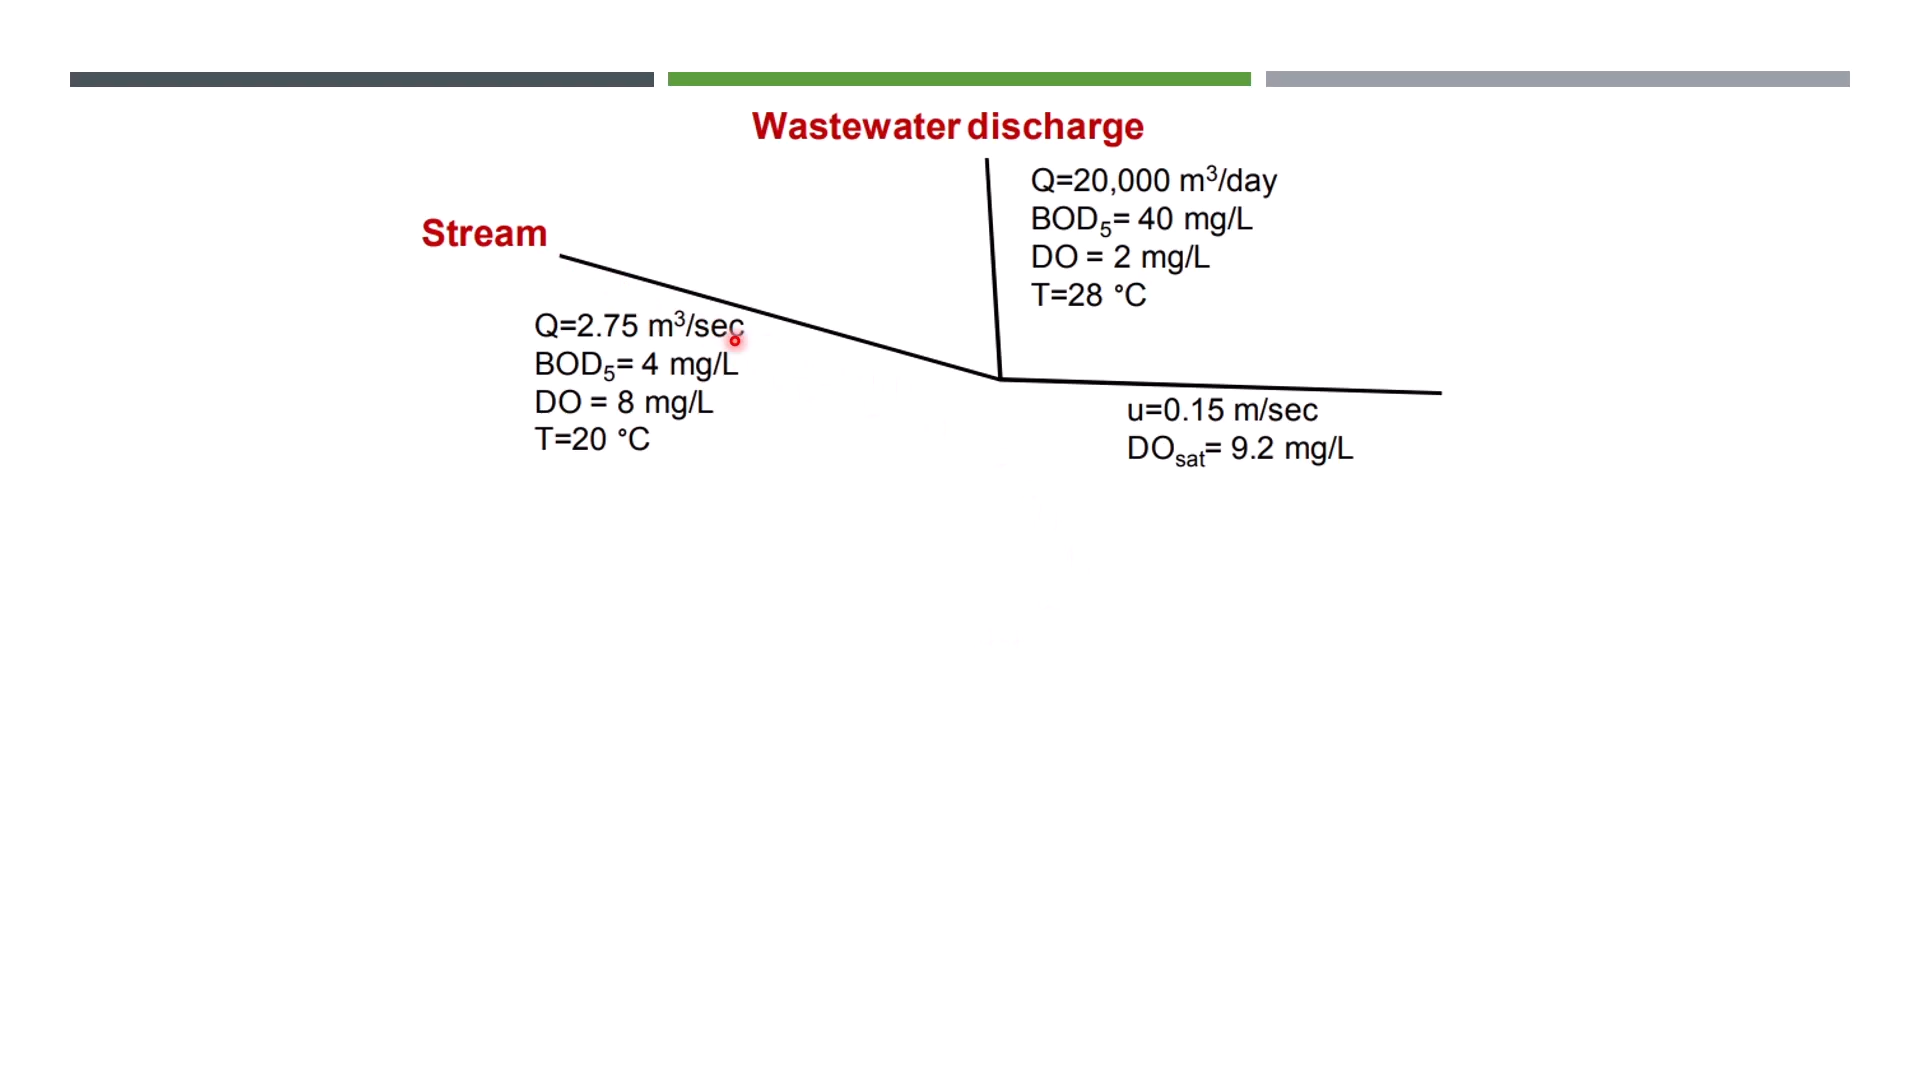 Wastewater discharge
Q=20,000 m³/day
BOD₅= 40 mg/L
DO = 2 mg/L
T=28 °C
Stream
Q=2.75 m³/sec
BOD₅= 4 mg/L
DO = 8 mg/L
T=20 °C
u=0.15 m/sec
DOsat= 9.2 mg/L